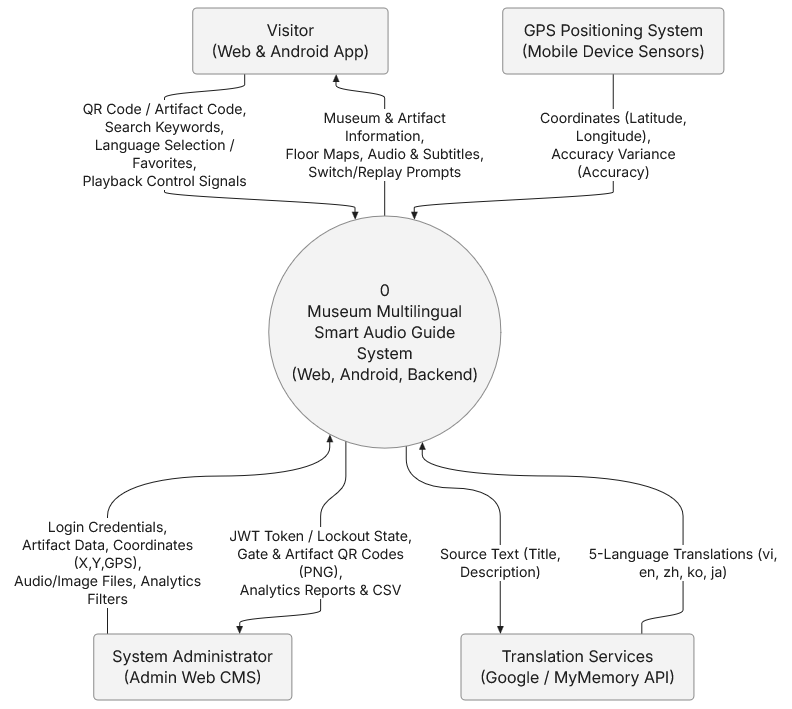 Visitor
(Web & Android App)
GPS Positioning System
(Mobile Device Sensors)
QR Code / Artifact Code,
Search Keywords,
Language Selection /
Favorites,
Playback Control Signals
Museum & Artifact
Information,
Floor Maps, Audio & Subtitles,
Switch/Replay Prompts
Coordinates (Latitude,
Longitude),
Accuracy Variance
(Accuracy)
0
Museum Multilingual
Smart Audio Guide
System
(Web, Android, Backend)
Login Credentials,
Artifact Data, Coordinates
(X,Y,GPS),
Audio/Image Files, Analytics
Filters
JWT Token / Lockout State,
Gate & Artifact QR Codes
(PNG),
Analytics Reports & CSV
Source Text (Title,
Description)
5-Language Translations (vi,
en, zh, ko, ja)
System Administrator
(Admin Web CMS)
Translation Services
(Google / MyMemory API)